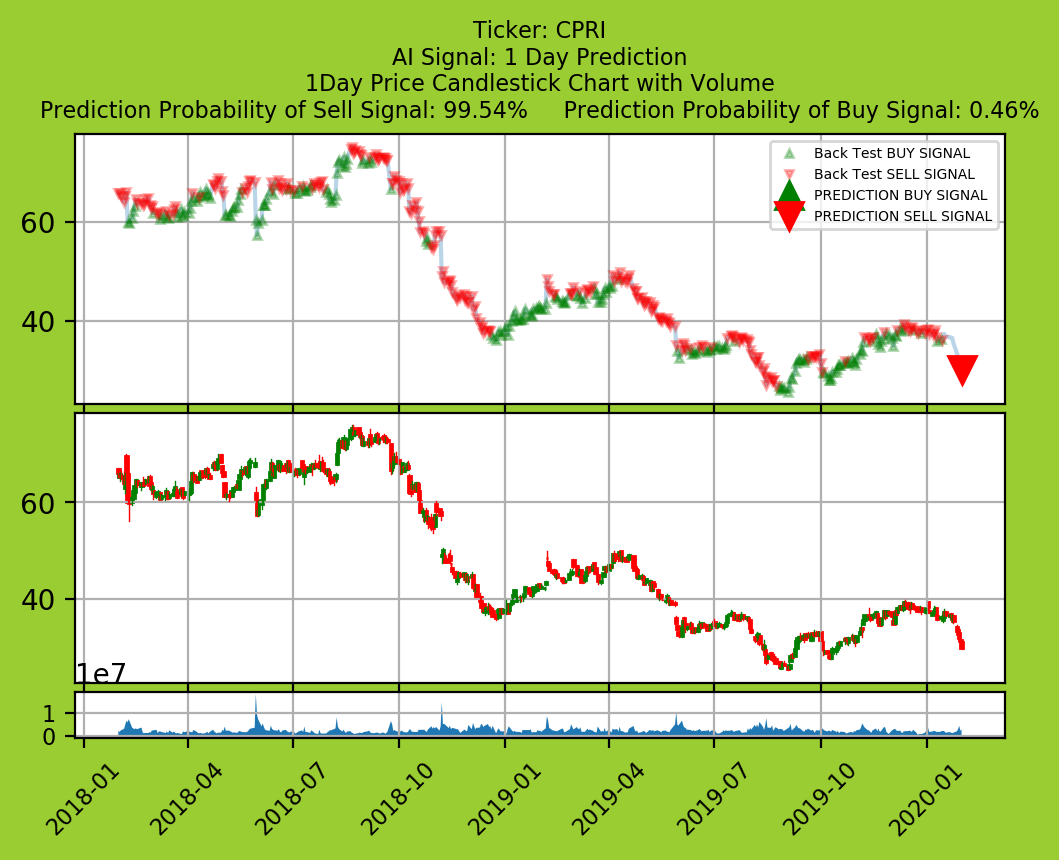 Ticker: CPRI
AI Signal: 1 Day Prediction
1Day Price Candlestick Chart with Volume
Prediction Probability of Sell Signal: 99.54% Prediction Probability of Buy Signal: 0.46%
Back Test BUY SIGNAL
Back Test SELL SIGNAL
PREDICTION BUY SIGNAL
PREDICTION SELL SIGNAL
60
40
60
40
1e7
1
0
2018-01 2018-04 2018-07 2018-10 2019-01 2019-04 2019-07 2019-10 2020-01